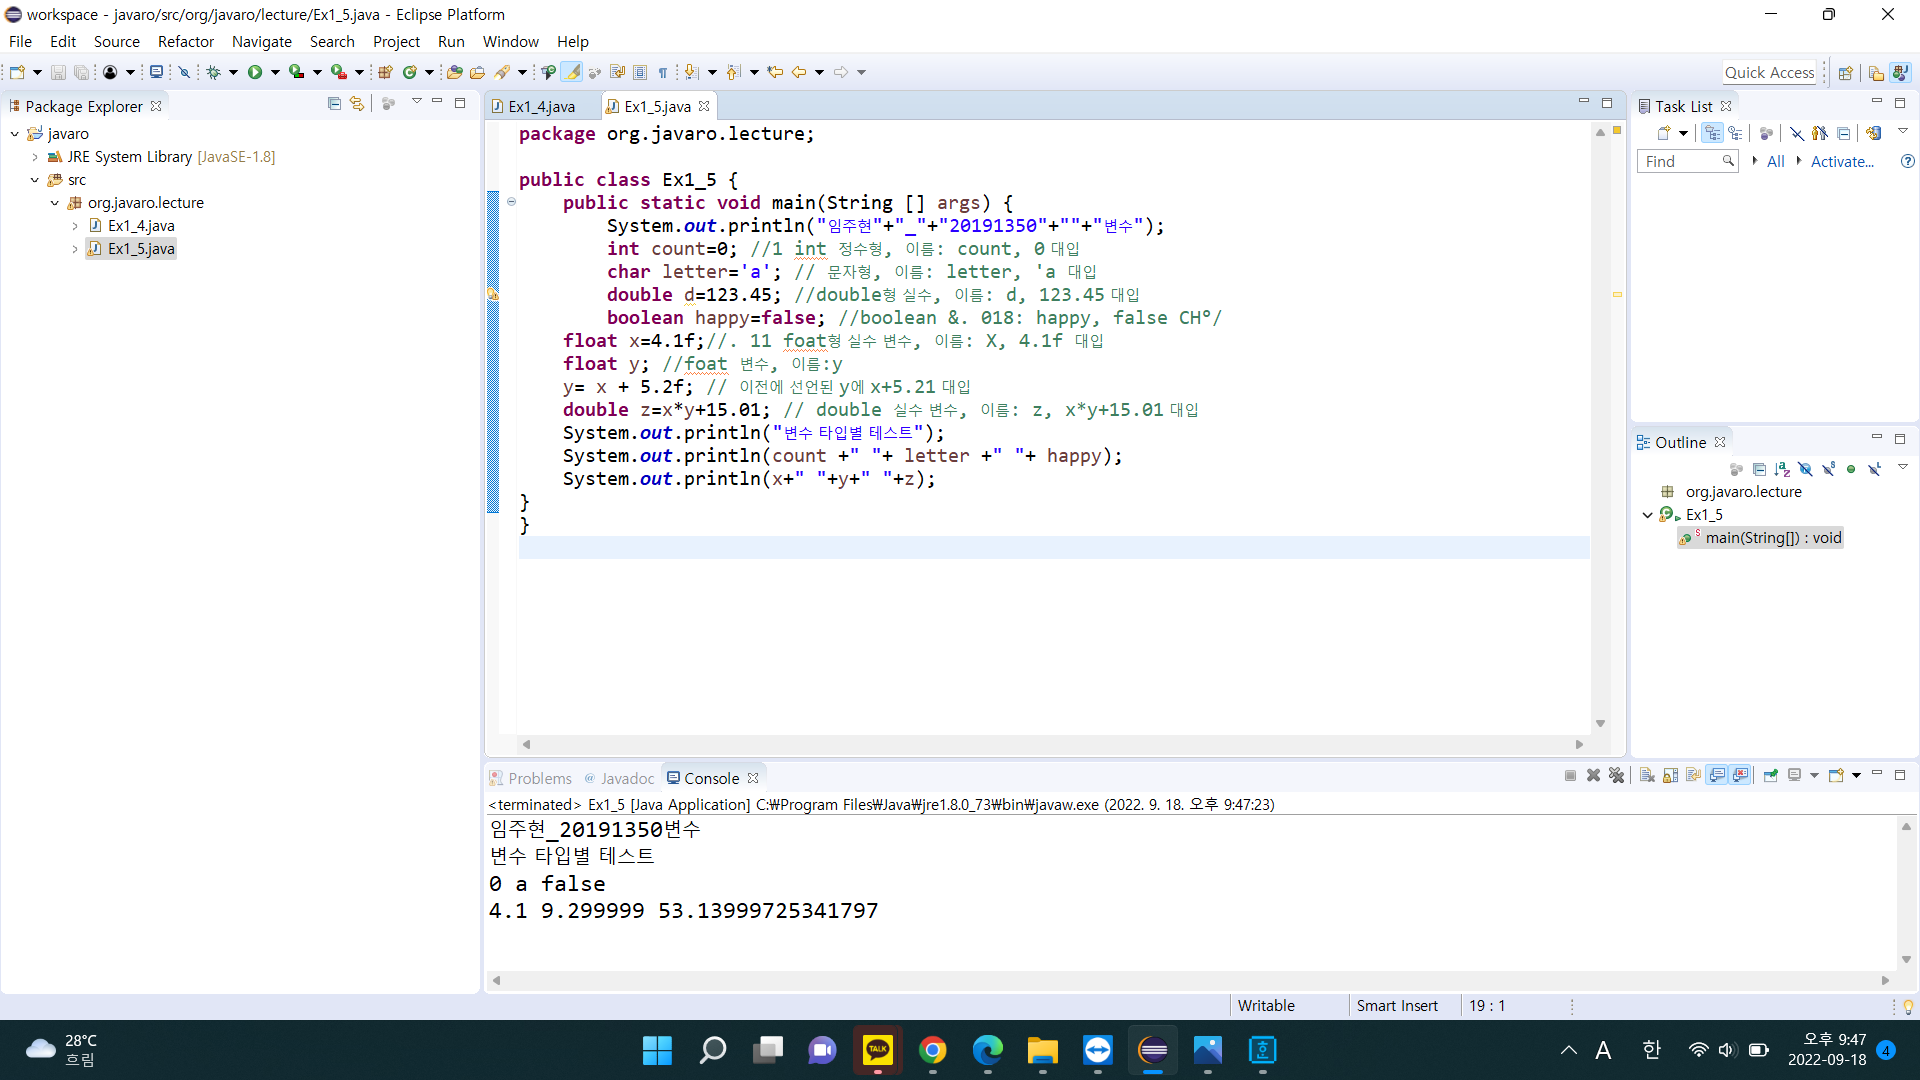 workspace - javaro/src/org/javaro/lecture/Ex1_5.java - Eclipse Platform
File Edit Source Refactor Navigate Search Project Run Window Help
Quick Access
Package Explorer
javaro
JRE System Library [JavaSE-1.8]
src
org.javaro.lecture
Ex1_4.java
Ex1_5.java
Ex1_4.java Ex1_5.java
package org.javaro.lecture;
public class Ex1_5 {
public static void main(String [] args) {
System.out.println("임주현"+"_"+"20191350"+""+"변수");
int count=0; //1 int 정수형, 이름: count, 0 대입
char letter='a'; // 문자형, 이름: letter, 'a 대입
double d=123.45; //double형 실수, 이름: d, 123.45 대입
boolean happy=false; //boolean &. 018: happy, false CHº/
float x=4.1f;//. 11 foat형 실수 변수, 이름: X, 4.1f 대입
float y; //foat 변수, 이름:y
y= x + 5.2f; // 이전에 선언된 y에 x+5.21 대입
double z=x*y+15.01; // double 실수 변수, 이름: z, x*y+15.01 대입
System.out.println("변수 타입별 테스트");
System.out.println(count +" "+ letter +" "+ happy);
System.out.println(x+" "+y+" "+z);
}
}
Task List
Find All Activate...
Outline
org.javaro.lecture
Ex1_5
main(String[]) : void
Problems @ Javadoc Console
<terminated> Ex1_5 [Java Application] C:₩Program Files₩Java₩jre1.8.0_73₩bin₩javaw.exe (2022. 9. 18. 오후 9:47:23)
임주현_20191350변수
변수 타입별 테스트
0 a false
4.1 9.299999 53.13999725341797
Writable Smart Insert 19 : 1
28°C
흐림
TALK
훈
A 한
오후 9:47
2022-09-18
4